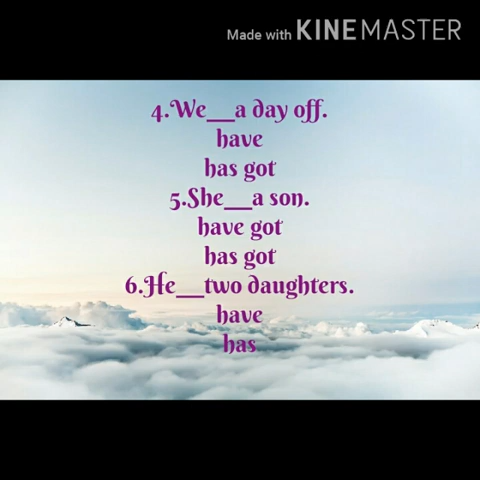 Made with KINEMASTER
4.We__a day off.
have
has got
5.She__a son.
have got
has got
6.He__two daughters.
have
has